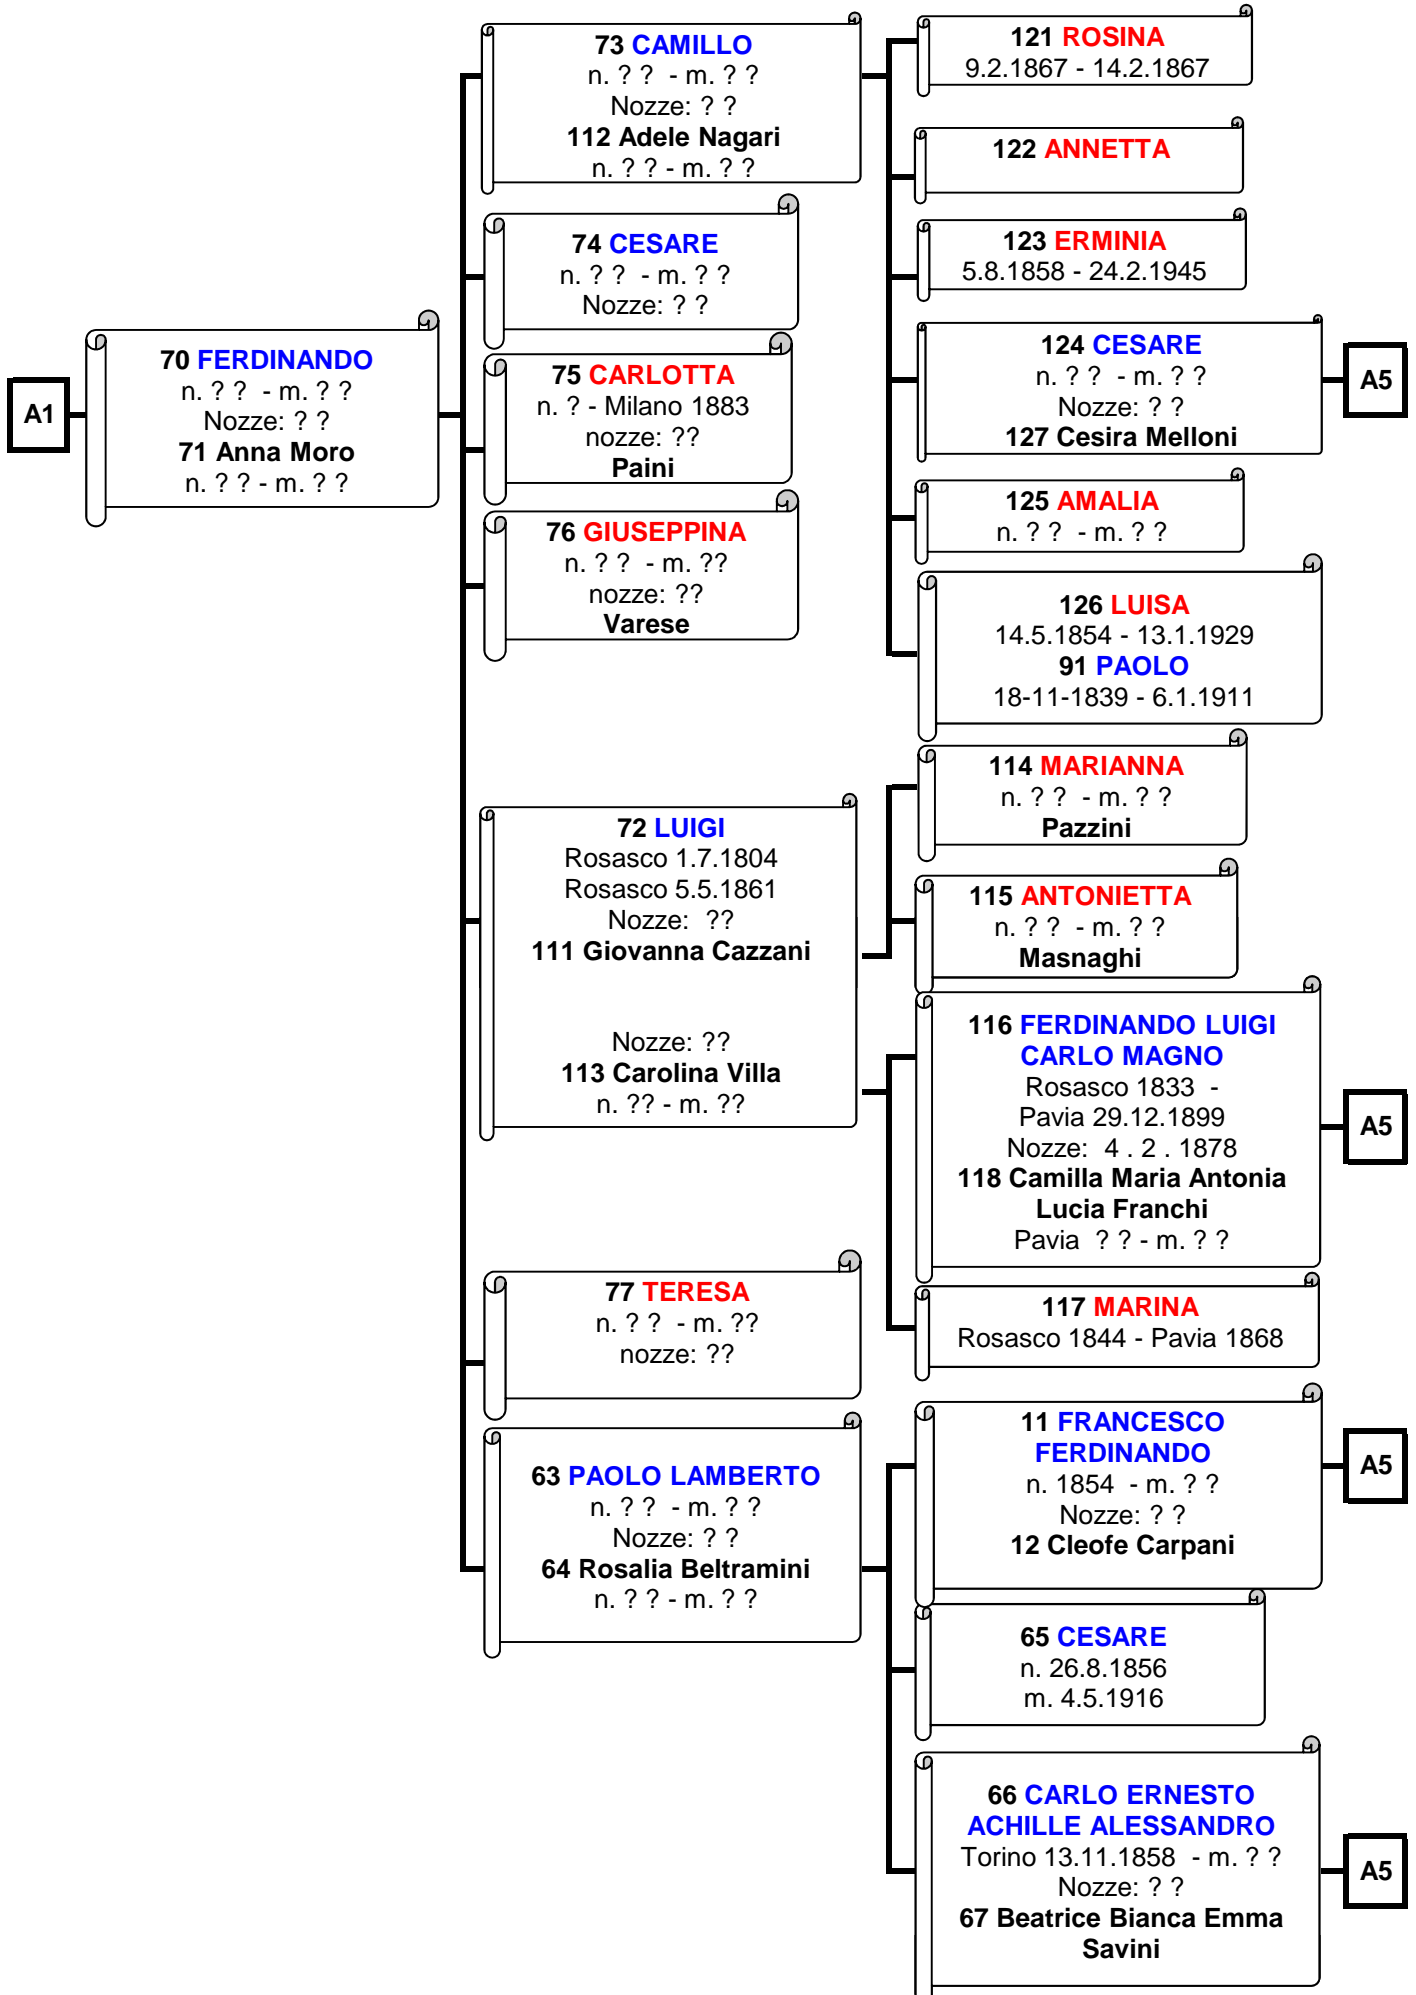 A1
70 FERDINANDO
n. ? ? - m. ? ?
Nozze: ? ?
71 Anna Moro
n. ? ? - m. ? ?
73 CAMILLO
n. ? ? - m. ? ?
Nozze: ? ?
112 Adele Nagari
n. ? ? - m. ? ?
74 CESARE
n. ? ? - m. ? ?
Nozze: ? ?
75 CARLOTTA
n. ? - Milano 1883
nozze: ??
Paini
76 GIUSEPPINA
n. ? ? - m. ??
nozze: ??
Varese
72 LUIGI
Rosasco 1.7.1804
Rosasco 5.5.1861
Nozze: ??
111 Giovanna Cazzani
Nozze: ??
113 Carolina Villa
n. ?? - m. ??
77 TERESA
n. ? ? - m. ??
nozze: ??
63 PAOLO LAMBERTO
n. ? ? - m. ? ?
Nozze: ? ?
64 Rosalia Beltramini
n. ? ? - m. ? ?
121 ROSINA
9.2.1867 - 14.2.1867
122 ANNETTA
123 ERMINIA
5.8.1858 - 24.2.1945
124 CESARE
n. ? ? - m. ? ?
Nozze: ? ?
127 Cesira Melloni
A5
125 AMALIA
n. ? ? - m. ? ?
126 LUISA
14.5.1854 - 13.1.1929
91 PAOLO
18-11-1839 - 6.1.1911
114 MARIANNA
n. ? ? - m. ? ?
Pazzini
115 ANTONIETTA
n. ? ? - m. ? ?
Masnaghi
116 FERDINANDO LUIGI
CARLO MAGNO
Rosasco 1833 -
Pavia 29.12.1899
Nozze: 4 . 2 . 1878
118 Camilla Maria Antonia
Lucia Franchi
Pavia ? ? - m. ? ?
A5
117 MARINA
Rosasco 1844 - Pavia 1868
11 FRANCESCO
FERDINANDO
n. 1854 - m. ? ?
Nozze: ? ?
12 Cleofe Carpani
A5
65 CESARE
n. 26.8.1856
m. 4.5.1916
66 CARLO ERNESTO
ACHILLE ALESSANDRO
Torino 13.11.1858 - m. ? ?
Nozze: ? ?
67 Beatrice Bianca Emma
Savini
A5